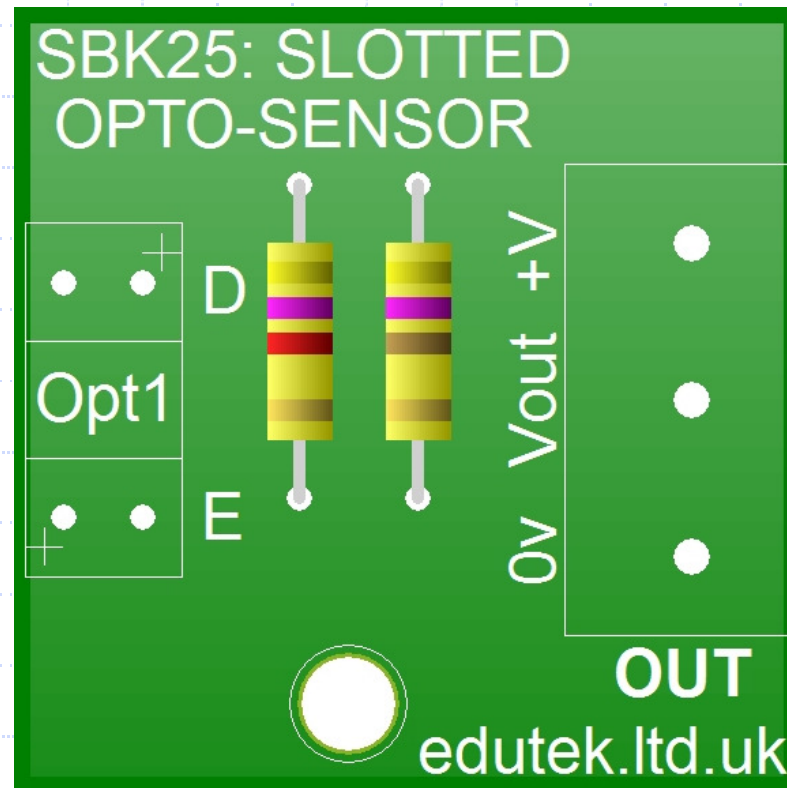 SBK25: SLOTTED
OPTO-SENSOR
D
Opt1
E
+V
Vout
0v
OUT
edutek.ltd.uk